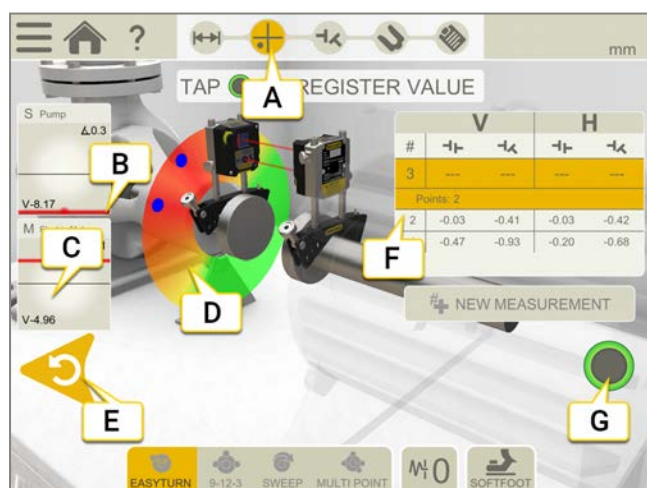 ?
mm
TAP REGISTER VALUE
A
S Pump
∡0.3
B
V-8.17
M
C
V-4.96
D
E
V H
#
3 --- --- --- ---
Points: 2
2 -0.03 -0.41 -0.03 -0.42
-0.47 -0.93 -0.20 -0.68
F
NEW MEASUREMENT
G
EASYTURN 9-12-3 SWEEP MULTI POINT 0 SOFTFOOT